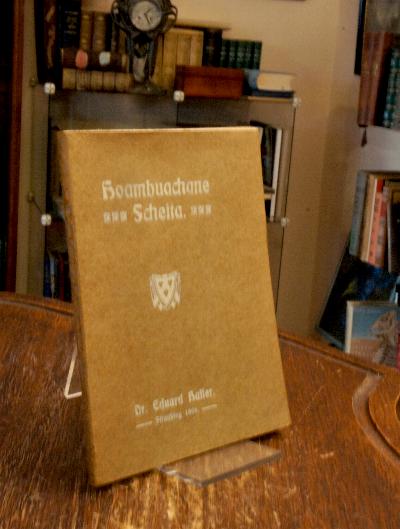 Hoambuachane
Scheita.
Dr. Eduard Haller.